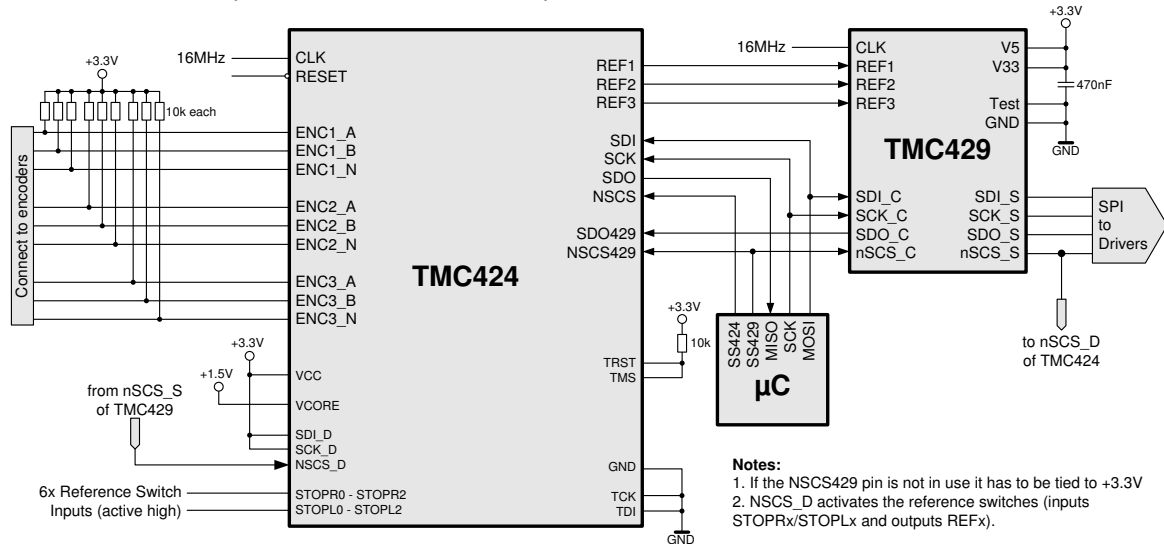 16MHz
+3.3V
10k each
Connect to encoders
CLK
RESET
ENC1_A
ENC1_B
ENC1_N
ENC2_A
ENC2_B
ENC2_N
ENC3_A
ENC3_B
ENC3_N
+3.3V
+1.5V
VCC
VCORE
SDI_D
SCK_D
NSCS_D
from nSCS_S
of TMC429
6x Reference Switch
Inputs (active high)
STOPR0 - STOPR2
STOPL0 - STOPL2
TMC424
REF1
REF2
REF3
SDI
SCK
SDO
NSCS
SDO429
NSCS429
TRST
TMS
GND
TCK
TDI
GND
+3.3V
10k
SS424
SS429
MISO
SCK
MOSI
µC
16MHz
CLK
REF1
REF2
REF3
TMC429
SDI_C
SCK_C
SDO_C
nSCS_C
V5
V33
Test
GND
SDI_S
SCK_S
SDO_S
nSCS_S
+3.3V
470nF
GND
SPI
to
Drivers
to nSCS_D
of TMC424
Notes:
1. If the NSCS429 pin is not in use it has to be tied to +3.3V
2. NSCS_D activates the reference switches (inputs
STOPRx/STOPLx and outputs REFx).